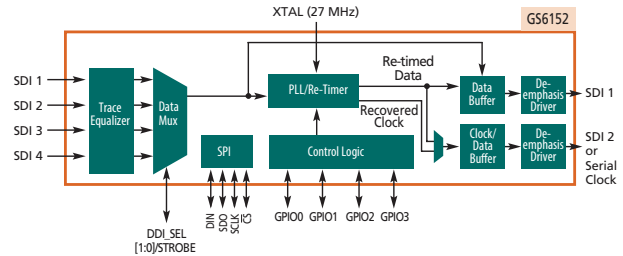 XTAL (27 MHz)
GS6152
SDI 1
SDI 2
SDI 3
SDI 4
Trace
Equalizer
Data
Mux
PLL/Re-Timer
Re-timed
Data
Recovered
Clock
Data
Buffer
De-
emphasis
Driver
SDI 1
SPI
Control Logic
Clock/
Data
Buffer
De-
emphasis
Driver
SDI 2
or
Serial
Clock
DIN
SDO
SCLK
CS
GPIO0
GPIO1
GPIO2
GPIO3
DDI_SEL
[1:0]/STROBE